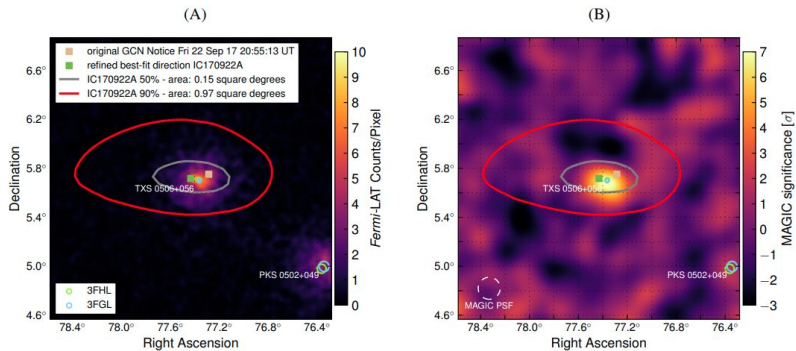 (A)
original GCN Notice Fri 22 Sep 17 20:55:13 UT
refined best-fit direction IC170922A
IC170922A 50% - area: 0.15 square degrees
IC170922A 90% - area: 0.97 square degrees
6.6°
6.2°
5.8°
5.4°
5.0°
4.6°
Declination
TXS 0506+056
PKS 0502+049
3FHL
3FGL
78.4° 78.0° 77.6° 77.2° 76.8° 76.4°
Right Ascension
10
9
8
7
6
5
4
3
2
1
0
Fermi-LAT Counts/Pixel
(B)
6.6°
6.2°
5.8°
5.4°
5.0°
4.6°
Declination
TXS 0506+056
PKS 0502+049
MAGIC PSF
78.4° 78.0° 77.6° 77.2° 76.8° 76.4°
Right Ascension
7
6
5
4
3
2
1
0
−1
−2
−3
MAGIC significance [σ]